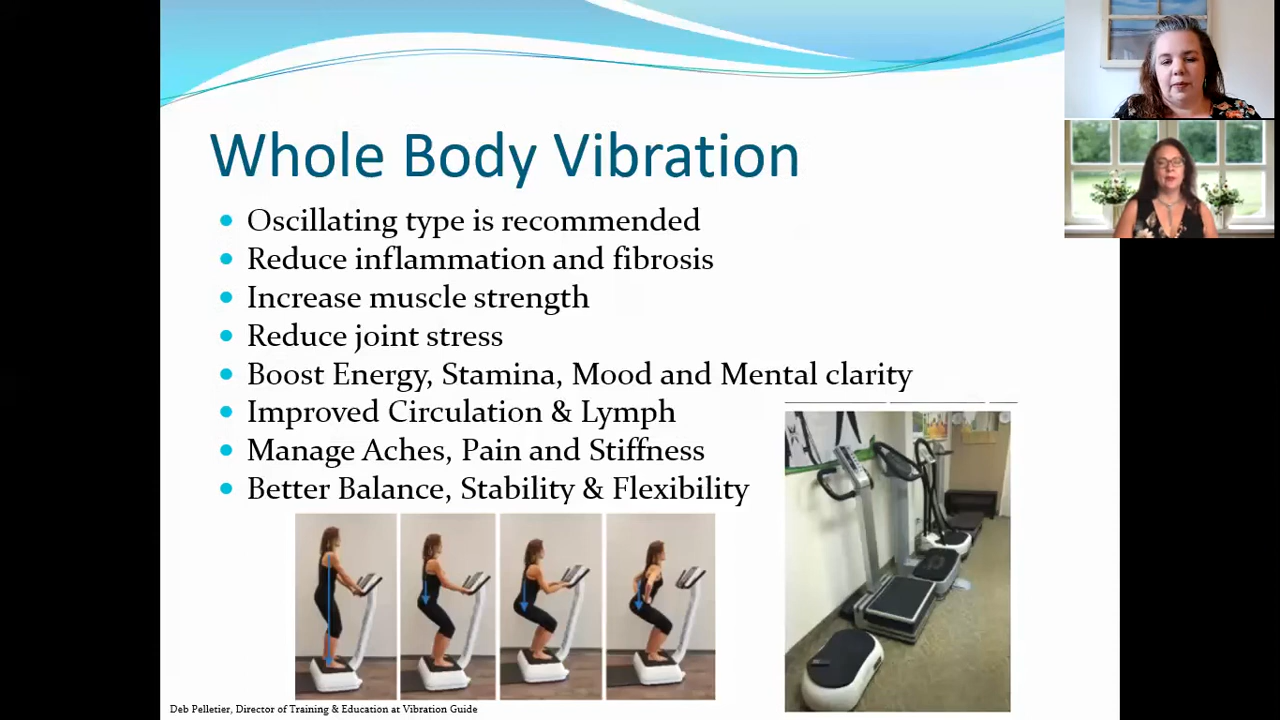 Whole Body Vibration
Oscillating type is recommended
Reduce inflammation and fibrosis
Increase muscle strength
Reduce joint stress
Boost Energy, Stamina, Mood and Mental clarity
Improved Circulation & Lymph
Manage Aches, Pain and Stiffness
Better Balance, Stability & Flexibility
Deb Pelletier, Director of Training & Education at Vibration Guide